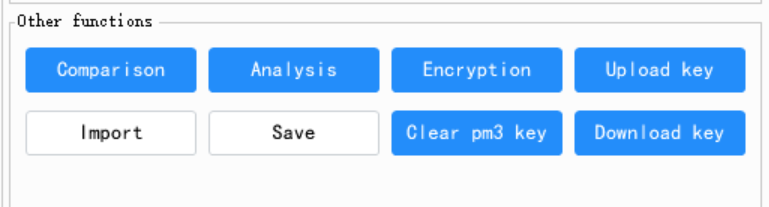 Other functions
Comparison Analysis Encryption Upload key
Import Save Clear pm3 key Download key